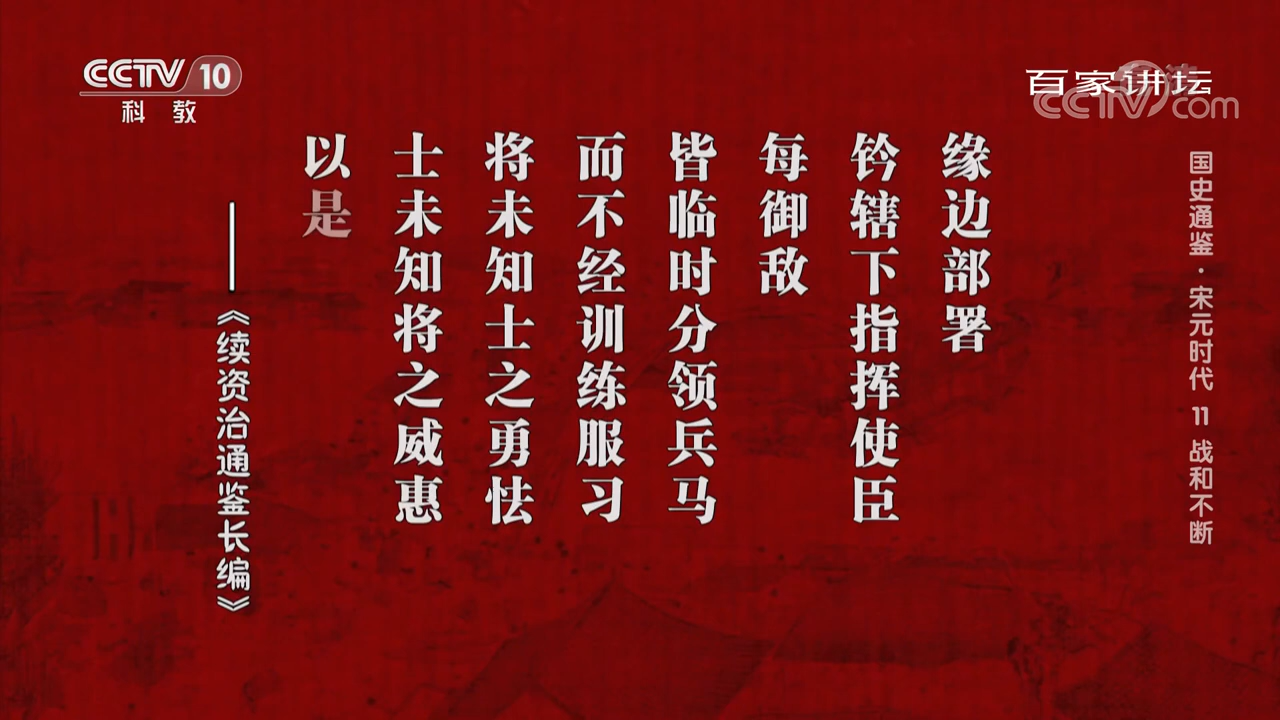 CCTV 10
科教
百家讲坛
CCTV.com
国史通鉴·宋元时代 11 战和不断
缘边部署
钤辖下指挥使臣
每御敌
皆临时分领兵马
而不经训练服习
将未知士之勇怯
士未知将之威惠
以是
——《续资治通鉴长编》